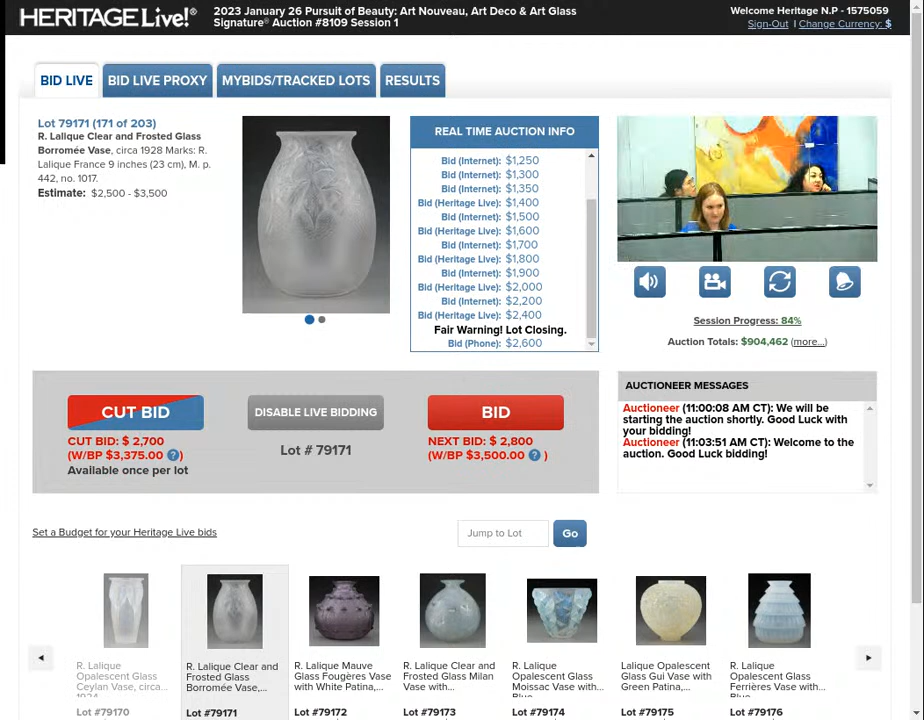 HERITAGE Live!®
2023 January 26 Pursuit of Beauty: Art Nouveau, Art Deco & Art Glass
Signature® Auction #8109 Session 1
Welcome Heritage N.P - 1575059
Sign-Out | Change Currency: $
BID LIVE
BID LIVE PROXY
MYBIDS/TRACKED LOTS
RESULTS
Lot 79171 (171 of 203)
R. Lalique Clear and Frosted Glass
Borromée Vase, circa 1928 Marks: R.
Lalique France 9 inches (23 cm), M. p.
442, no. 1017.
Estimate: $2,500 - $3,500
REAL TIME AUCTION INFO
Bid (Internet): $1,250
Bid (Internet): $1,300
Bid (Internet): $1,350
Bid (Heritage Live): $1,400
Bid (Internet): $1,500
Bid (Heritage Live): $1,600
Bid (Internet): $1,700
Bid (Heritage Live): $1,800
Bid (Internet): $1,900
Bid (Heritage Live): $2,000
Bid (Internet): $2,200
Bid (Heritage Live): $2,400
Fair Warning! Lot Closing.
Bid (Phone): $2,600
Session Progress: 84%
Auction Totals: $904,462 (more...)
CUT BID
CUT BID: $ 2,700
(W/BP $3,375.00 ?)
Available once per lot
DISABLE LIVE BIDDING
Lot # 79171
BID
NEXT BID: $ 2,800
(W/BP $3,500.00 ? )
AUCTIONEER MESSAGES
Auctioneer (11:00:08 AM CT): We will be
starting the auction shortly. Good Luck with
your bidding!
Auctioneer (11:03:51 AM CT): Welcome to the
auction. Good Luck bidding!
Set a Budget for your Heritage Live bids
Jump to Lot
Go
R. Lalique
Opalescent Glass
Ceylan Vase, circa...
1924
Lot #79170
R. Lalique Clear and
Frosted Glass
Borromée Vase,...
Lot #79171
R. Lalique Mauve
Glass Fougères Vase
with White Patina,...
Lot #79172
R. Lalique Clear and
Frosted Glass Milan
Vase with...
Lot #79173
R. Lalique
Opalescent Glass
Moissac Vase with...
Blue
Lot #79174
Lalique Opalescent
Glass Gui Vase with
Green Patina,...
Lot #79175
R. Lalique
Opalescent Glass
Ferrières Vase with...
Blue
Lot #79176